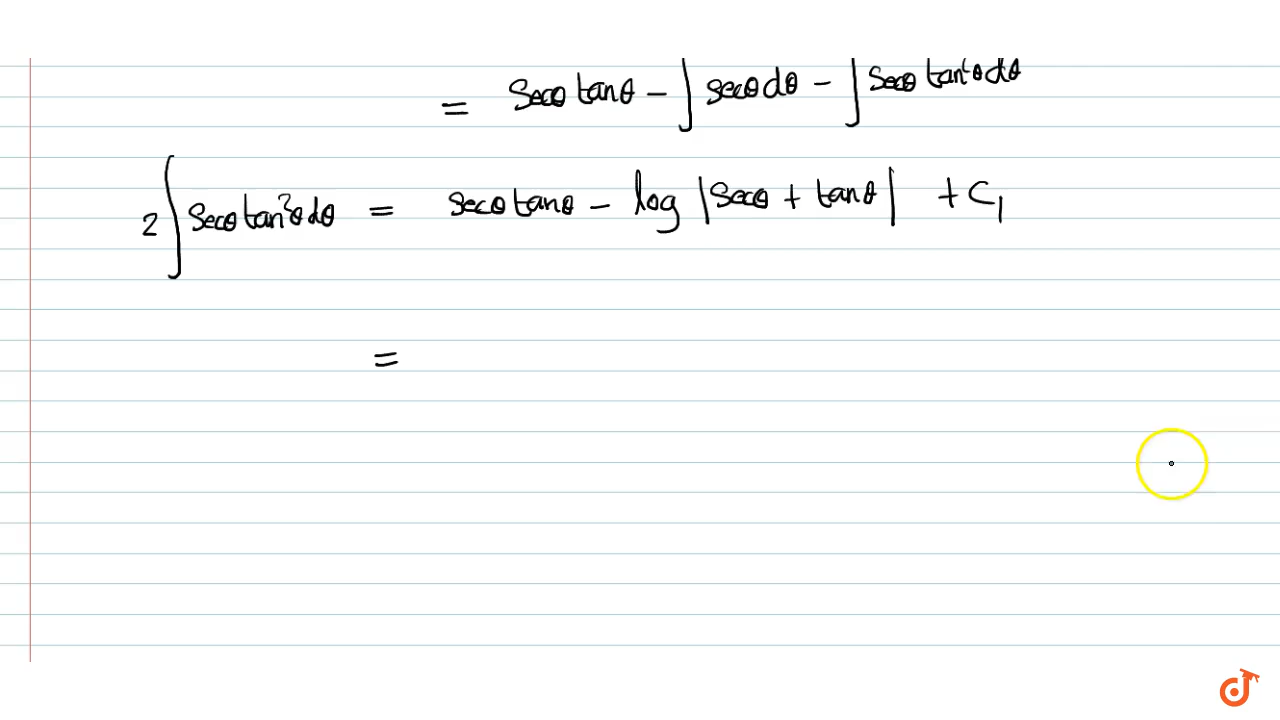 = secθ tanθ - ∫ secθ dθ - ∫ secθ tan²θ dθ
2 ∫ secθ tan²θ dθ = secθ tanθ - log |secθ + tanθ| + C₁
=